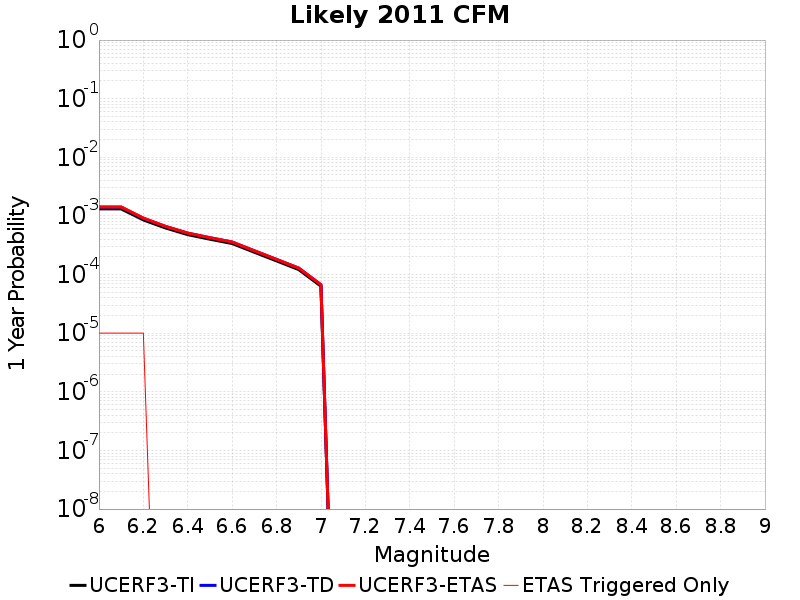 Likely 2011 CFM
1 Year Probability
10^0
10^-1
10^-2
10^-3
10^-4
10^-5
10^-6
10^-7
10^-8
6 6.2 6.4 6.6 6.8 7 7.2 7.4 7.6 7.8 8 8.2 8.4 8.6 8.8 9
Magnitude
UCERF3-TI UCERF3-TD UCERF3-ETAS ETAS Triggered Only